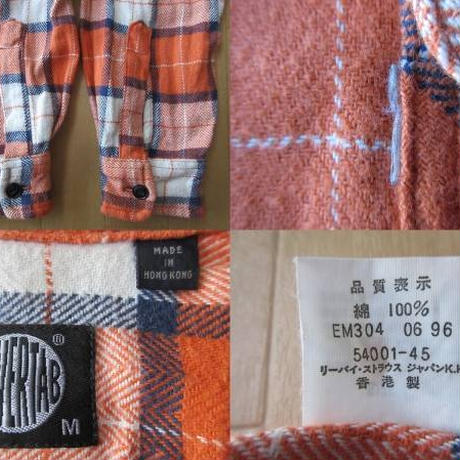 MADE
IN
HONG KONG
®
M
品質表示
綿 100%
EM304 06 96
54001-45
リーバイ・ストラウス ジャパンK.K
香港製